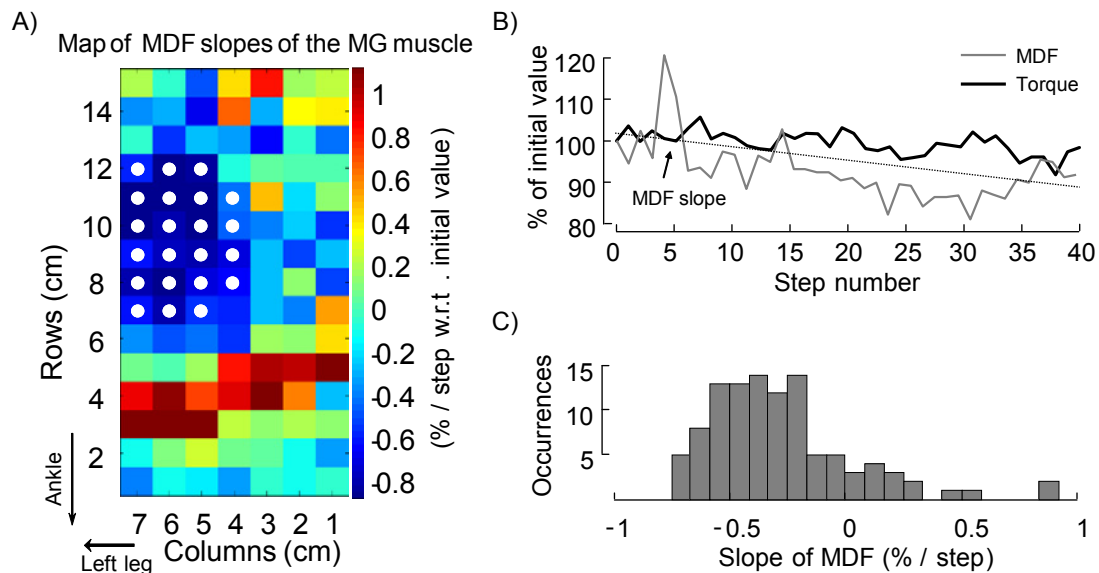 A)
Map of MDF slopes of the MG muscle
14
12
10
8
6
4
2
Rows (cm)
Ankle
7 6 5 4 3 2 1
Columns (cm)
Left leg
1
0.8
0.6
0.4
0.2
0
-0.2
-0.4
-0.6
-0.8
(% / step w.r.t . initial value)
B)
MDF
Torque
120
110
100
90
80
% of initial value
MDF slope
0 5 10 15 20 25 30 35 40
Step number
C)
15
10
5
Occurrences
-1 -0.5 0 0.5 1
Slope of MDF (% / step)